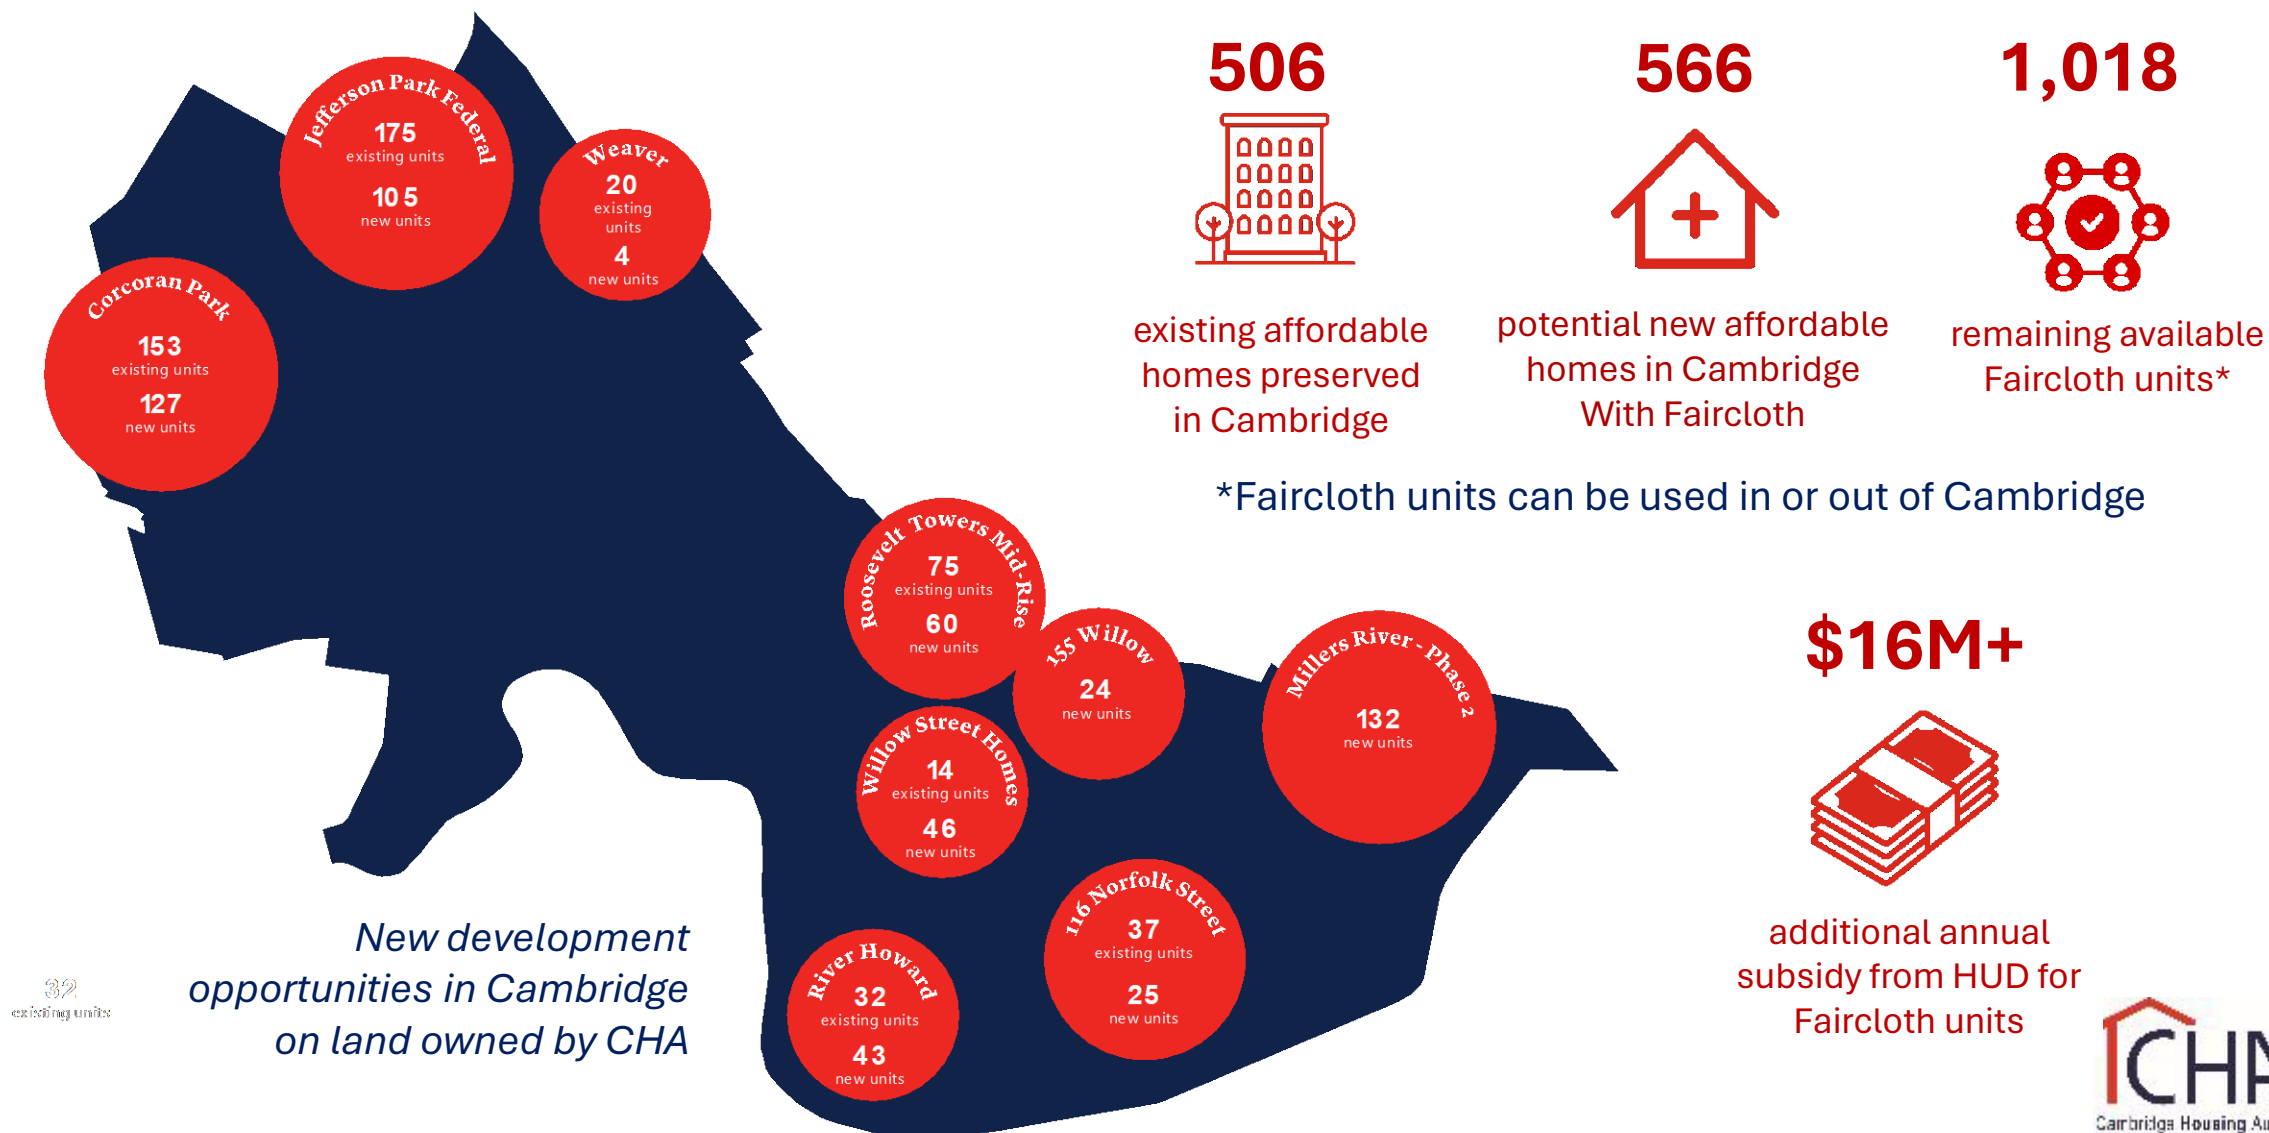 Jefferson Park Federal
175
existing units
105
new units
Weaver
20
existing
units
4
new units
Corcoran Park
153
existing units
127
new units
Roosevelt Towers Mid-Rise
75
existing units
60
new units
155 Willow
24
new units
Millers River - Phase 2
132
new units
Willow Street Homes
14
existing units
46
new units
116 Norfolk Street
37
existing units
25
new units
River Howard
32
existing units
43
new units
32
existing units
New development
opportunities in Cambridge
on land owned by CHA
506
existing affordable
homes preserved
in Cambridge
566
potential new affordable
homes in Cambridge
With Faircloth
1,018
remaining available
Faircloth units*
*Faircloth units can be used in or out of Cambridge
$16M+
additional annual
subsidy from HUD for
Faircloth units
CHA
Cambridge Housing Au